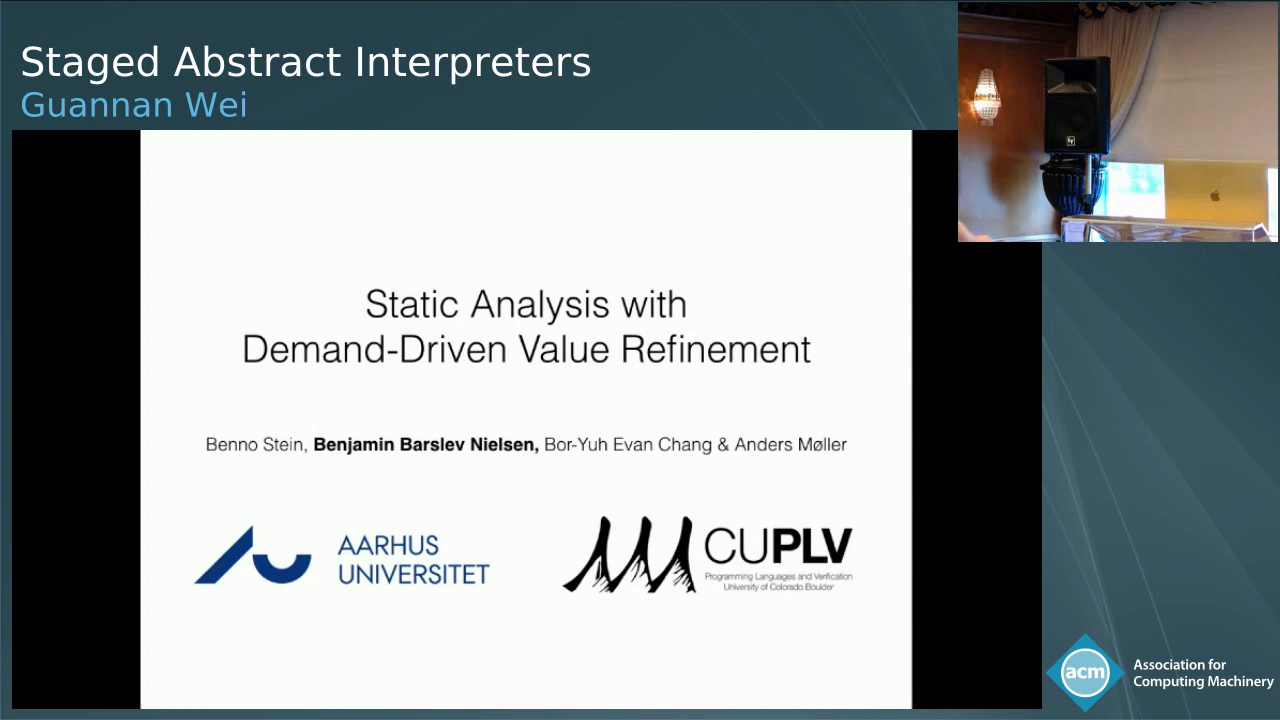 Staged Abstract Interpreters
Guannan Wei
Static Analysis with
Demand-Driven Value Refinement
Benno Stein, Benjamin Barslev Nielsen, Bor-Yuh Evan Chang & Anders Møller
AARHUS
UNIVERSITET
CUPLV
Programming Languages and Verification
University of Colorado Boulder
acm
Association for
Computing Machinery